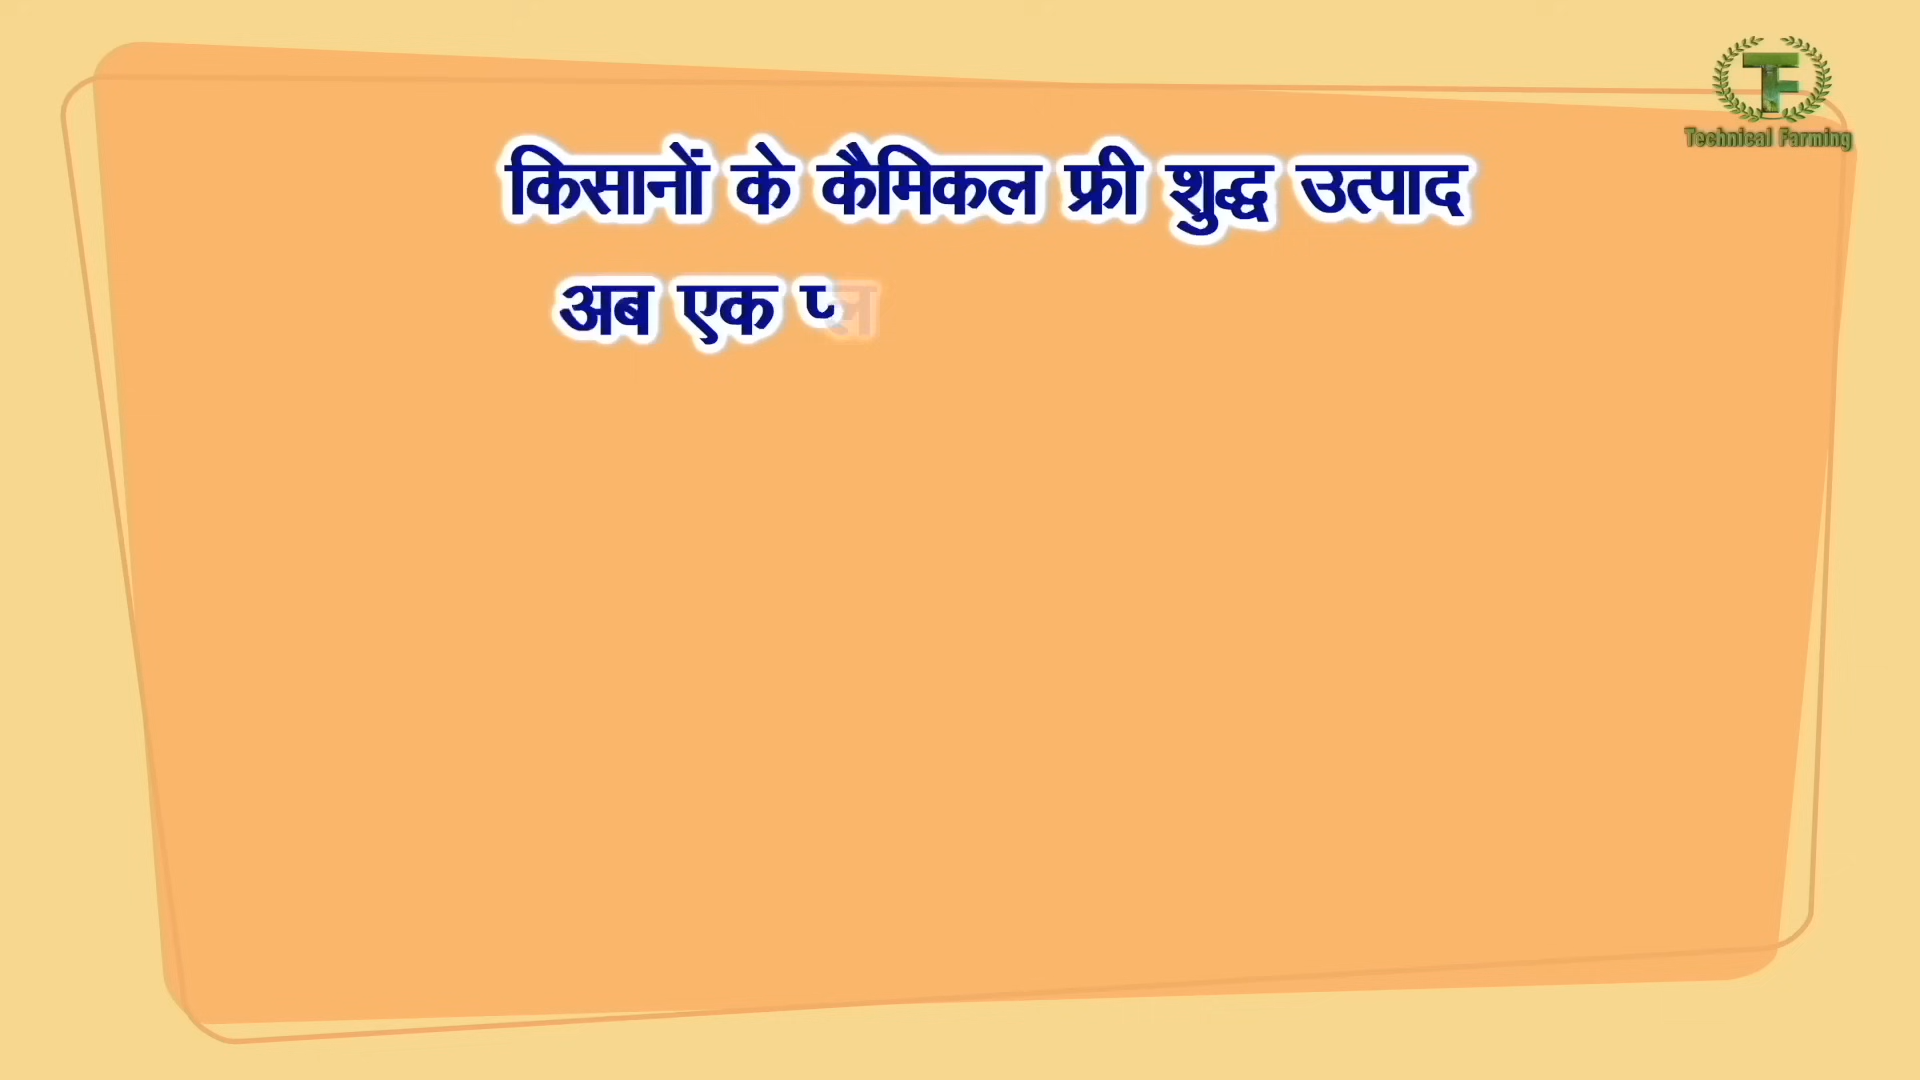 Technical Farming
किसानों के कैमिकल फ्री शुद्ध उत्पाद
अब एक